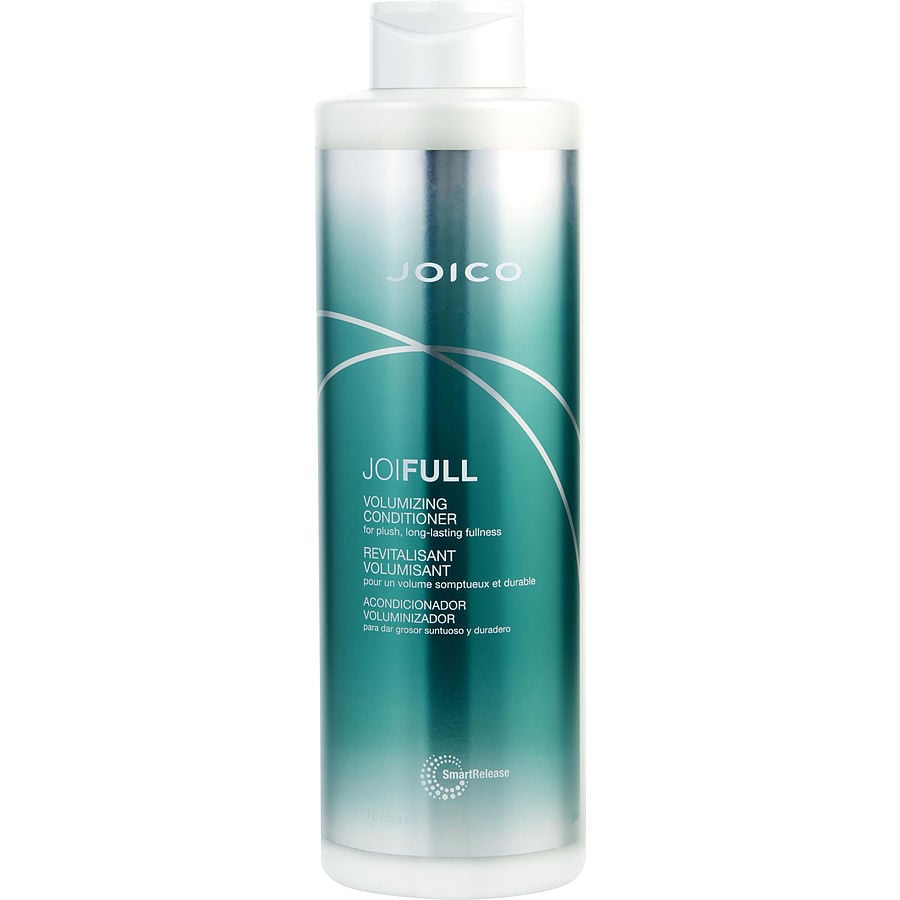 JOICO
JOIFULL
VOLUMIZING
CONDITIONER
for plush, long-lasting fullness
REVITALISANT
VOLUMISANT
pour un volume somptueux et durable
ACONDICIONADOR
VOLUMINIZADOR
para dar grosor suntuoso y duradero
SmartRelease